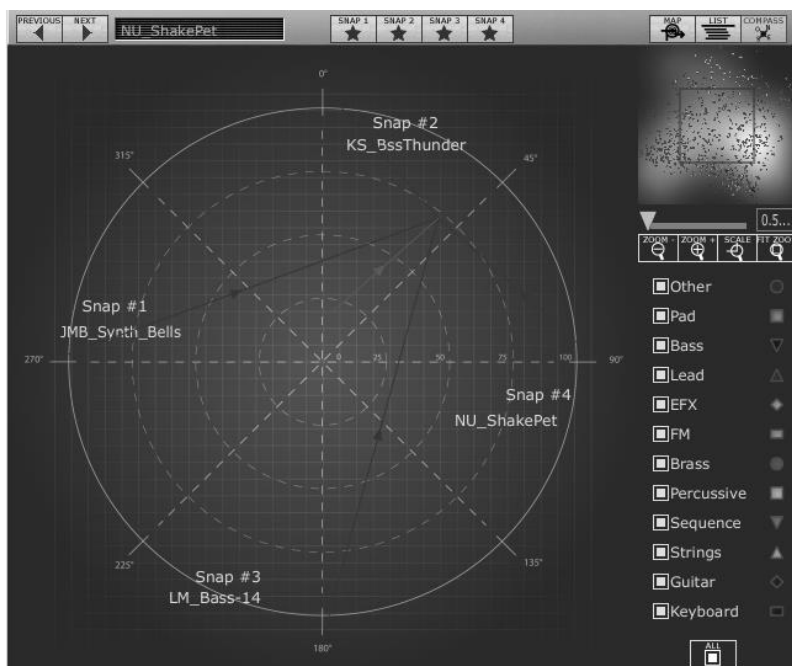 PREVIOUS NEXT NU_ShakePet SNAP 1 SNAP 2 SNAP 3 SNAP 4 MAP LIST COMPASS
0°
Snap #2
KS_BssThunder
315° 45°
0.5...
ZOOM - ZOOM + SCALE FIT ZOO
Other
Snap #1
JMB_Synth_Bells
Pad
Bass
270° 0 25 50 75 100 90°
Lead
Snap #4
NU_ShakePet
EFX
FM
Brass
Percussive
Sequence
225° 135°
Strings
Snap #3
LM_Bass-14
Guitar
Keyboard
180°
ALL